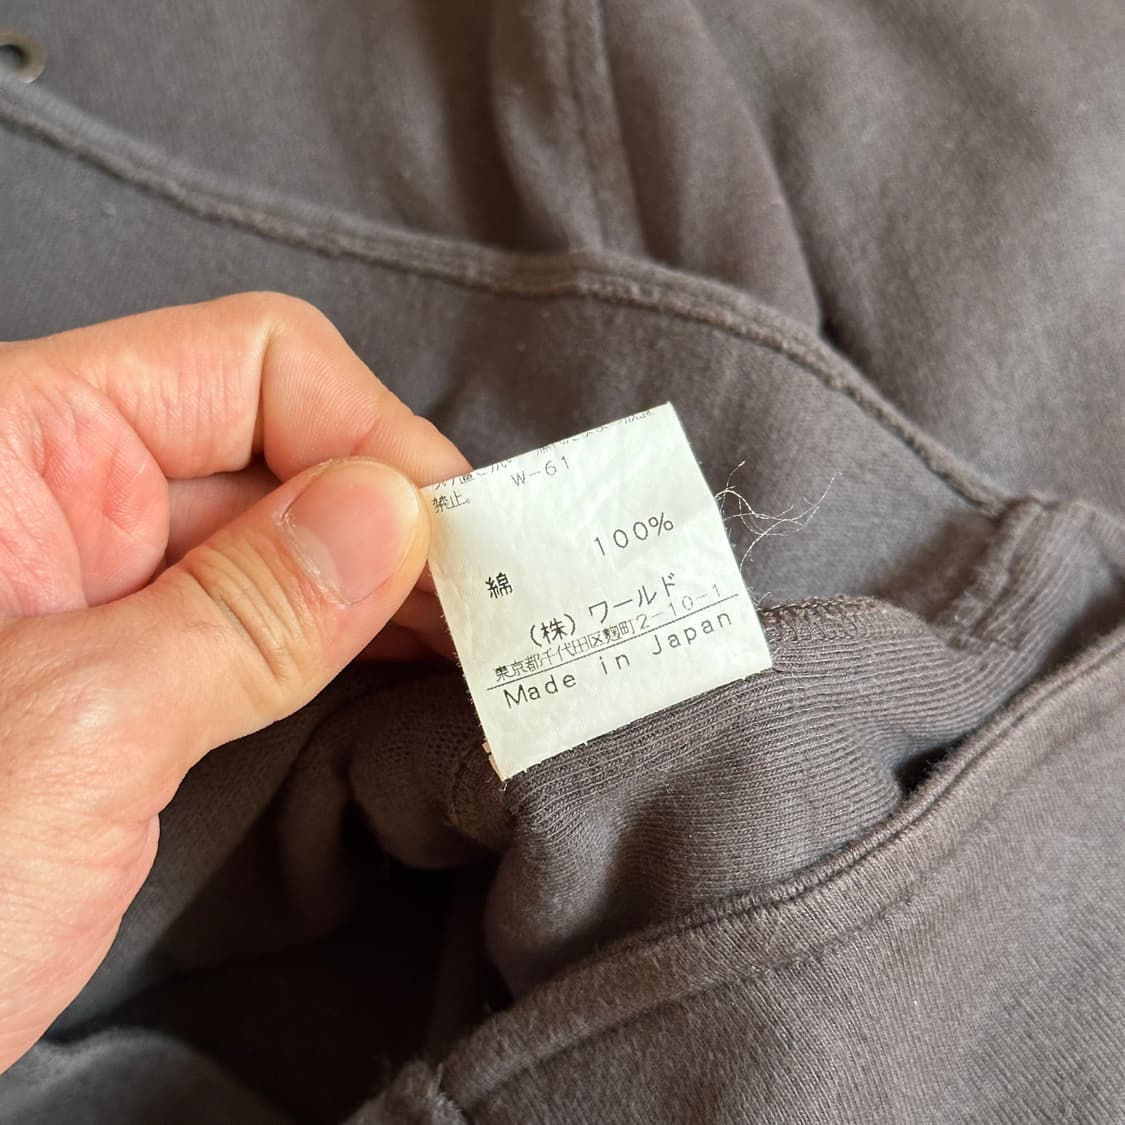 禁止。 W-61
綿 100%
(株) ワールド
東京都千代田区麹町2-10-1
Made in Japan